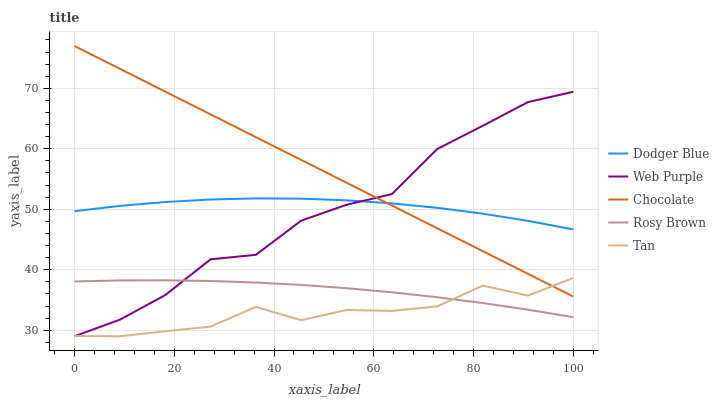 title
yaxis_label
70
60
50
40
30
0
20
40
60
80
100
xaxis_label
Dodger Blue
Web Purple
Chocolate
Rosy Brown
Tan